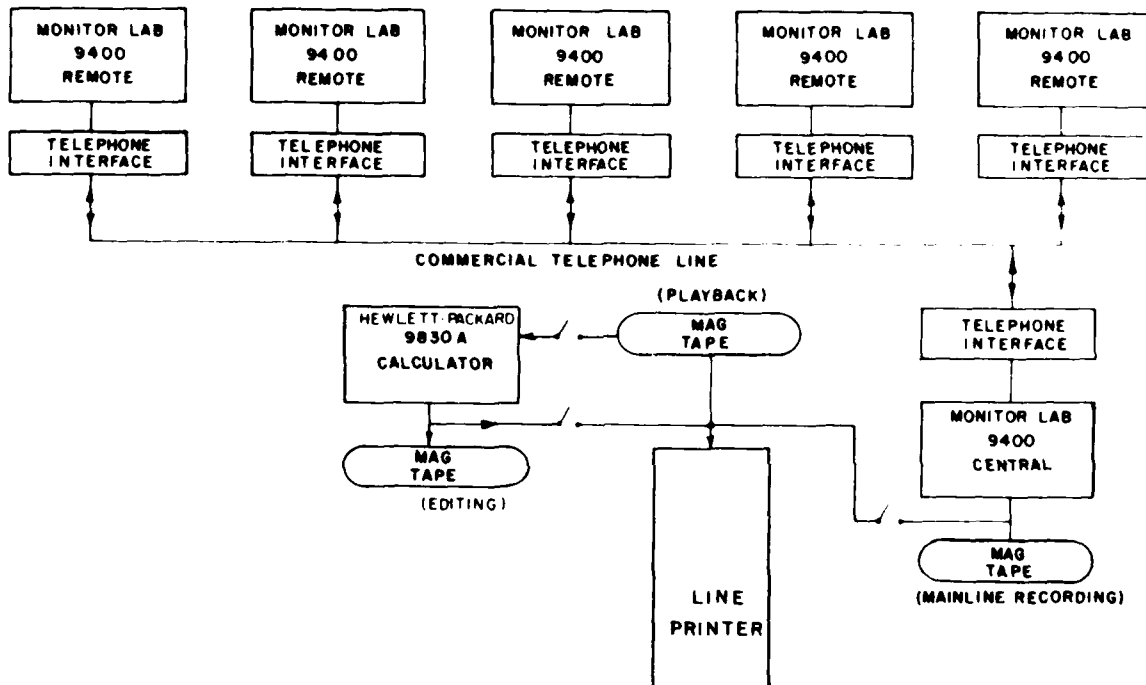 MONITOR LAB
9400
REMOTE
MONITOR LAB
9400
REMOTE
MONITOR LAB
9400
REMOTE
MONITOR LAB
9400
REMOTE
MONITOR LAB
9400
REMOTE
TELEPHONE
INTERFACE
TELEPHONE
INTERFACE
TELEPHONE
INTERFACE
TELEPHONE
INTERFACE
TELEPHONE
INTERFACE
COMMERCIAL TELEPHONE LINE
(PLAYBACK)
HEWLETT-PACKARD
9830 A
CALCULATOR
MAG
TAPE
TELEPHONE
INTERFACE
MONITOR LAB
9400
CENTRAL
MAG
TAPE
(EDITING)
MAG
TAPE
(MAINLINE RECORDING)
LINE
PRINTER